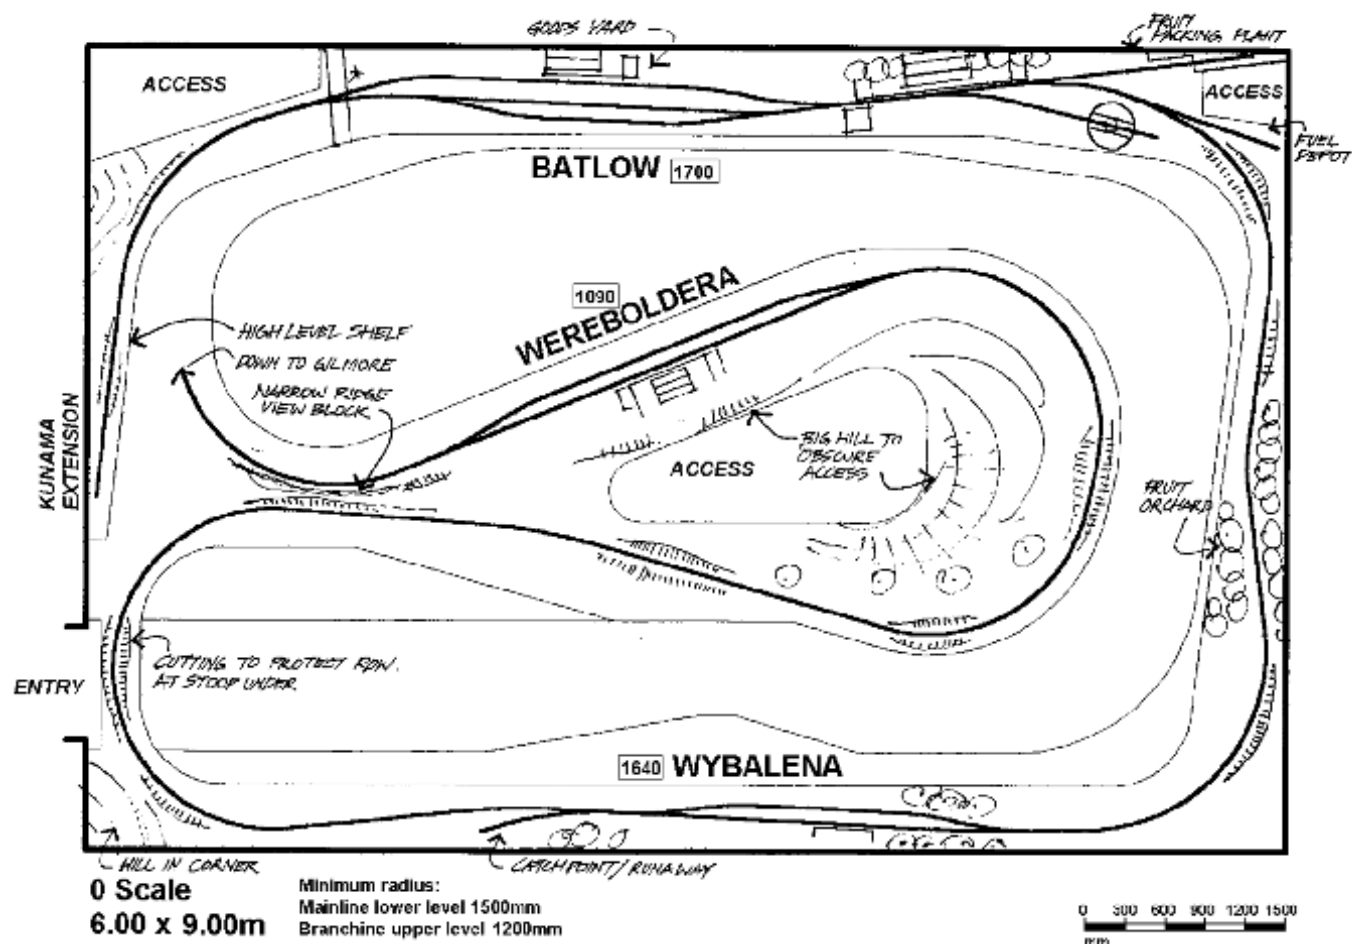 GOODS YARD
FRUIT
PACKING PLANT
ACCESS
ACCESS
FUEL
DEPOT
BATLOW 1700
1090
WEREBOLDERA
HIGH LEVEL SHELF
DOWN TO GILMORE
NARROW RIDGE
VIEW BLOCK
KUNAMA
EXTENSION
BIG HILL TO
OBSCURE
ACCESS
ACCESS
FRUIT
ORCHARD
CUTTING TO PROTECT ROW.
AT STOOP UNDER
ENTRY
1640 WYBALENA
HILL IN CORNER
CATCHPOINT/RUNAWAY
0 Scale
6.00 x 9.00m
Minimum radius:
Mainline lower level 1500mm
Branchine upper level 1200mm
0 300 600 900 1200 1500
mm